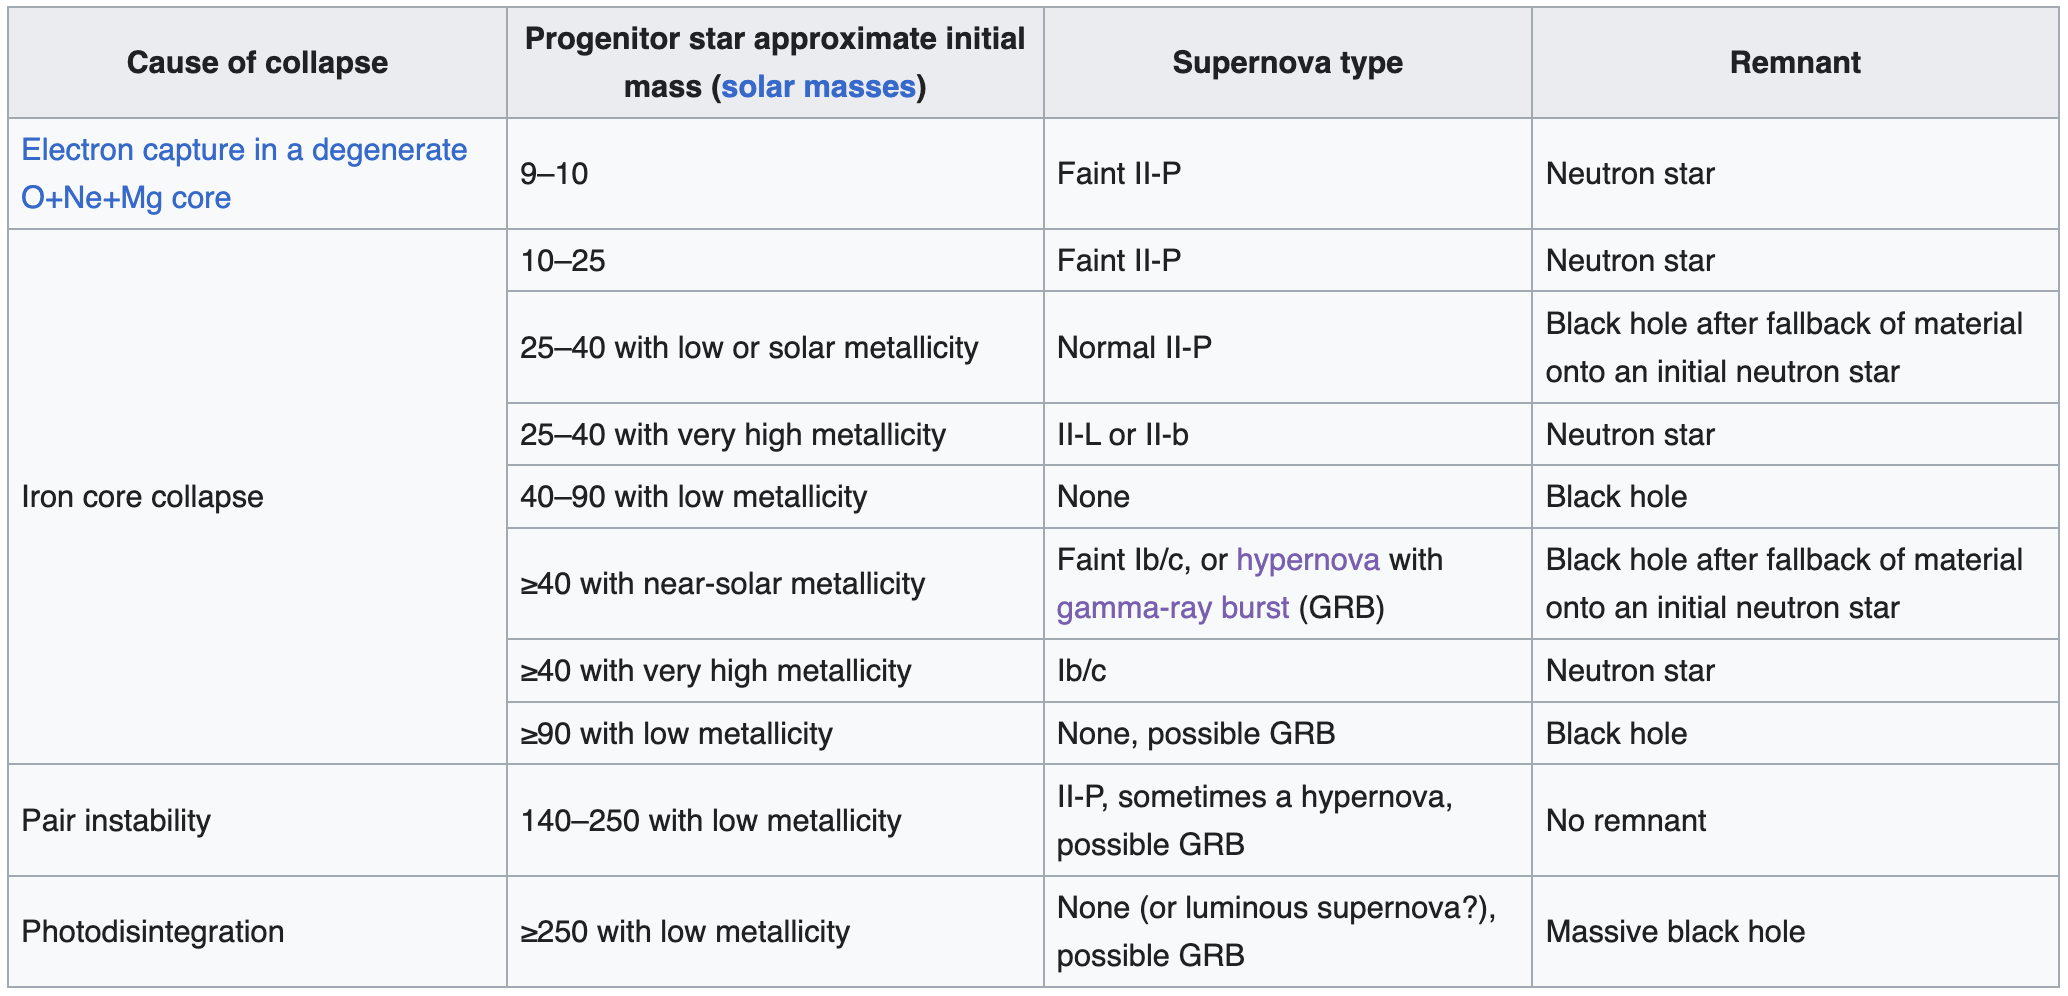 Cause of collapse
Progenitor star approximate initial
mass (solar masses)
Supernova type
Remnant
Electron capture in a degenerate
O+Ne+Mg core
9–10
Faint II-P
Neutron star
Iron core collapse
10–25
Faint II-P
Neutron star
25–40 with low or solar metallicity
Normal II-P
Black hole after fallback of material
onto an initial neutron star
25–40 with very high metallicity
II-L or II-b
Neutron star
40–90 with low metallicity
None
Black hole
≥40 with near-solar metallicity
Faint Ib/c, or hypernova with
gamma-ray burst (GRB)
Black hole after fallback of material
onto an initial neutron star
≥40 with very high metallicity
Ib/c
Neutron star
≥90 with low metallicity
None, possible GRB
Black hole
Pair instability
140–250 with low metallicity
II-P, sometimes a hypernova,
possible GRB
No remnant
Photodisintegration
≥250 with low metallicity
None (or luminous supernova?),
possible GRB
Massive black hole